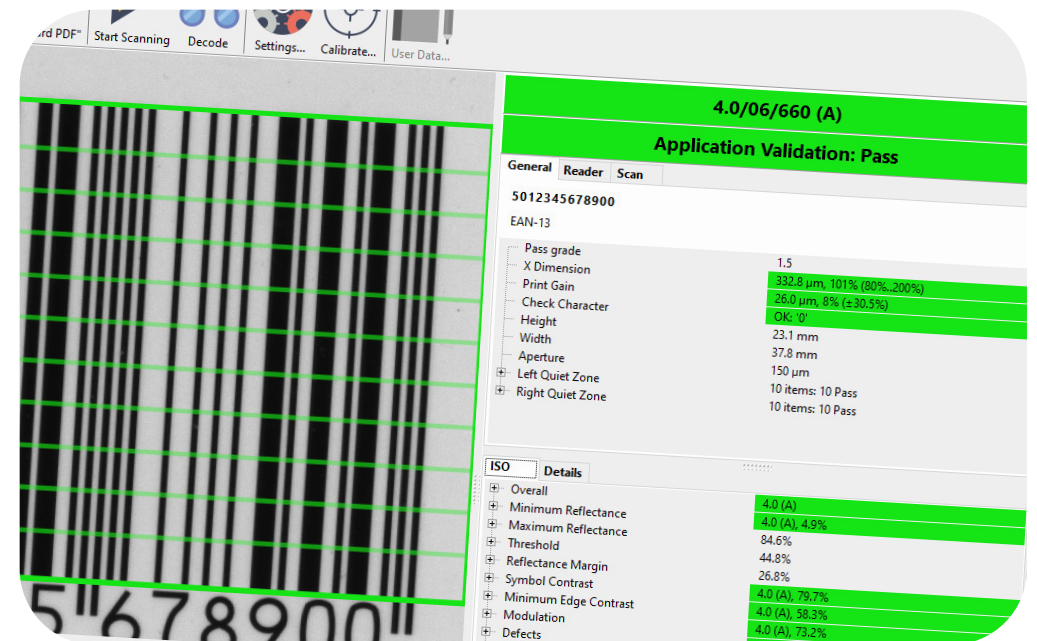 PDF"
Start Scanning
Decode
Settings...
Calibrate...
User Data...
5 678900
4.0/06/660 (A)
Application Validation: Pass
General Reader Scan
5012345678900
EAN-13
Pass grade 1.5
X Dimension 332.8 µm, 101% (80%..200%)
Print Gain 26.0 µm, 8% (±30.5%)
Check Character OK: '0'
Height 23.1 mm
Width 37.8 mm
Aperture 150 µm
Left Quiet Zone 10 items: 10 Pass
Right Quiet Zone 10 items: 10 Pass
ISO Details
Overall 4.0 (A)
Minimum Reflectance 4.0 (A), 4.9%
Maximum Reflectance 84.6%
Threshold 44.8%
Reflectance Margin 26.8%
Symbol Contrast 4.0 (A), 79.7%
Minimum Edge Contrast 4.0 (A), 58.3%
Modulation 4.0 (A), 73.2%
Defects